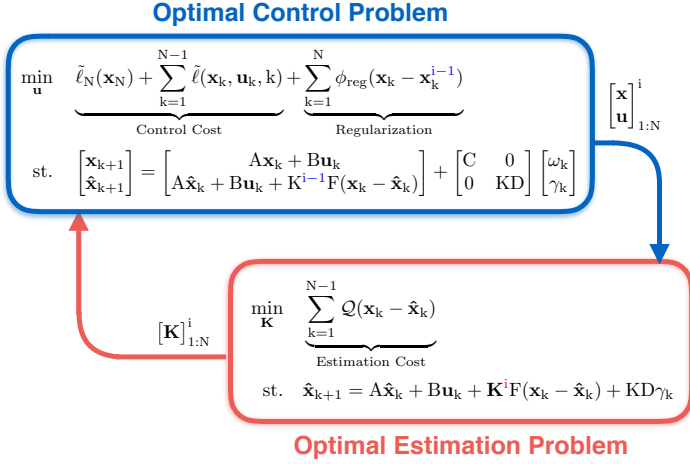 Optimal Control Problem
min_𝐮 ℓ̃_N(𝐱_N) + ∑_{k=1}^{N−1} ℓ̃(𝐱_k, 𝐮_k, k) + ∑_{k=1}^{N} ϕ_reg(𝐱_k − 𝐱_k^{i−1})
Control Cost Regularization
st. [𝐱_{k+1}; 𝐱̂_{k+1}] = [A𝐱_k + B𝐮_k; A𝐱̂_k + B𝐮_k + K^{i−1}F(𝐱_k − 𝐱̂_k)] + [C 0; 0 KD] [ω_k; γ_k]
[𝐱; 𝐮]^i_{1:N}
[𝐊]^i_{1:N}
min_𝐊 ∑_{k=1}^{N−1} 𝒬(𝐱_k − 𝐱̂_k)
Estimation Cost
st. 𝐱̂_{k+1} = A𝐱̂_k + B𝐮_k + 𝐊^i F(𝐱_k − 𝐱̂_k) + KDγ_k
Optimal Estimation Problem